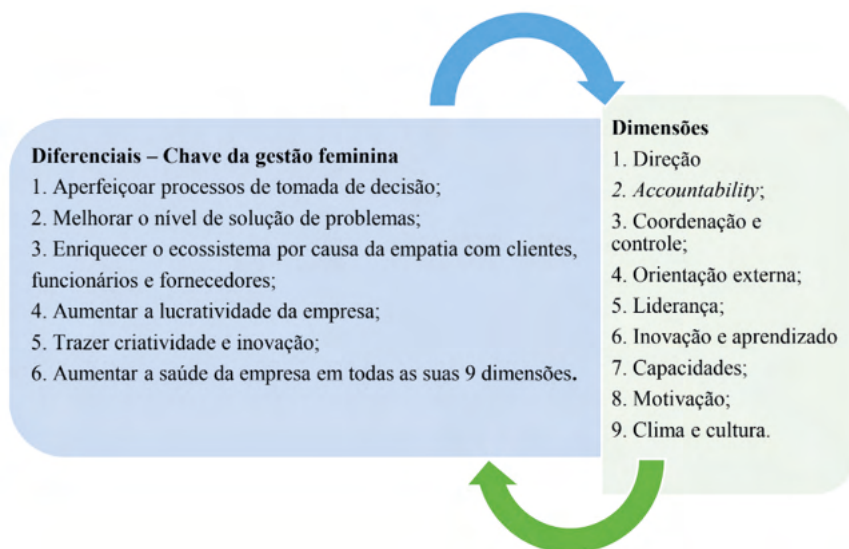 Diferenciais – Chave da gestão feminina
1. Aperfeiçoar processos de tomada de decisão;
2. Melhorar o nível de solução de problemas;
3. Enriquecer o ecossistema por causa da empatia com clientes,
funcionários e fornecedores;
4. Aumentar a lucratividade da empresa;
5. Trazer criatividade e inovação;
6. Aumentar a saúde da empresa em todas as suas 9 dimensões.
Dimensões
1. Direção
2. Accountability;
3. Coordenação e
controle;
4. Orientação externa;
5. Liderança;
6. Inovação e aprendizado
7. Capacidades;
8. Motivação;
9. Clima e cultura.